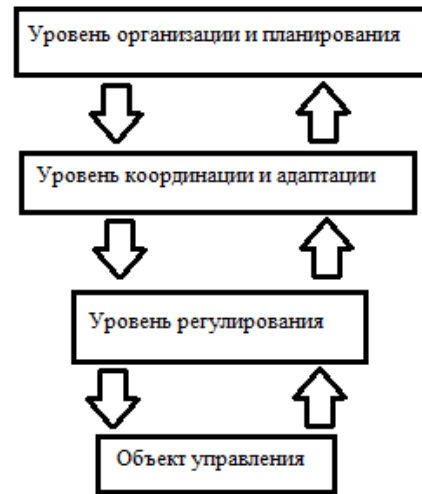 Уровень организации и планирования
Уровень координации и адаптации
Уровень регулирования
Объект управления